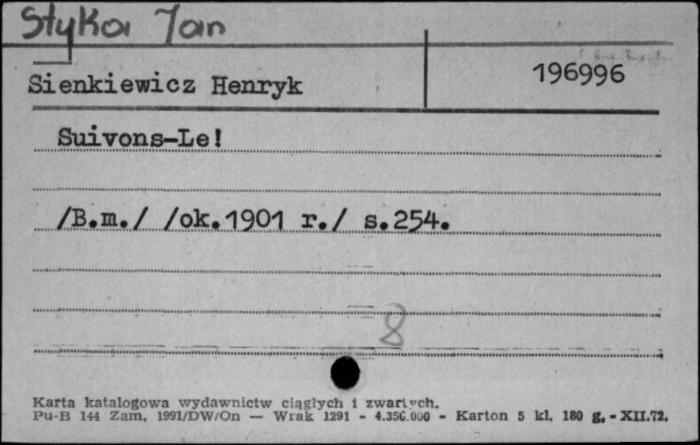 Styka Jan
Sienkiewicz Henryk
196996
Suivons-Le!
/B.m./ /ok.1901 r./ s.254.
8
Karta katalogowa wydawnictw ciągłych i zwartych.
Pu-B 144 Zam. 1991/DW/On — Wrak 1291 - 4.356.000 - Karton 5 kl. 180 g. - XII.72.